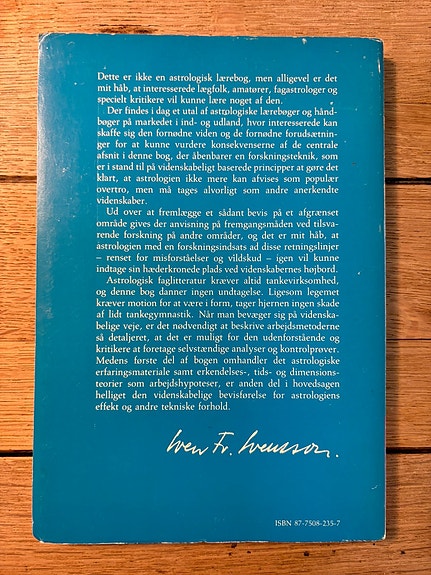 Dette er ikke en astrologisk lærebog, men alligevel er det
mit håb, at interesserede lægfolk, amatører, fagastrologer og
specielt kritikere vil kunne lære noget af den.
Der findes i dag et utal af astrologiske lærebøger og hånd-
bøger på markedet i ind- og udland, hvor interesserede kan
skaffe sig den fornødne viden og de fornødne forudsætnin-
ger for at kunne vurdere konsekvenserne af de centrale
afsnit i denne bog, der åbenbarer en forskningsteknik, som
er i stand til på videnskabeligt baserede principper at gøre det
klart, at astrologien ikke mere kan afvises som populær
overtro, men må tages alvorligt som andre anerkendte
videnskaber.
Ud over at fremlægge et sådant bevis på et afgrænset
område gives der anvisning på fremgangsmåden ved tilsva-
rende forskning på andre områder, og det er mit håb, at
astrologien med en forskningsindsats ad disse retningslinjer
– renset for misforståelser og vildskud – igen vil kunne
indtage sin hæderkronede plads ved videnskabernes højbord.
Astrologisk faglitteratur kræver altid tankevirksomhed,
og denne bog danner ingen undtagelse. Ligesom legemet
kræver motion for at være i form, tager hjernen ingen skade
af lidt tankegymnastik. Når man bevæger sig på videnska-
belige veje, er det nødvendigt at beskrive arbejdsmetoderne
så detaljeret, at det er muligt for den udenforstående og
kritikere at foretage selvstændige analyser og kontrolprøver.
Medens første del af bogen omhandler det astrologiske
erfaringsmateriale samt erkendelses-, tids- og dimensions-
teorier som arbejdshypoteser, er anden del i hovedsagen
helliget den videnskabelige bevisførelse for astrologiens
effekt og andre tekniske forhold.
Sven Fr. Svensson.
ISBN 87-7508-235-7